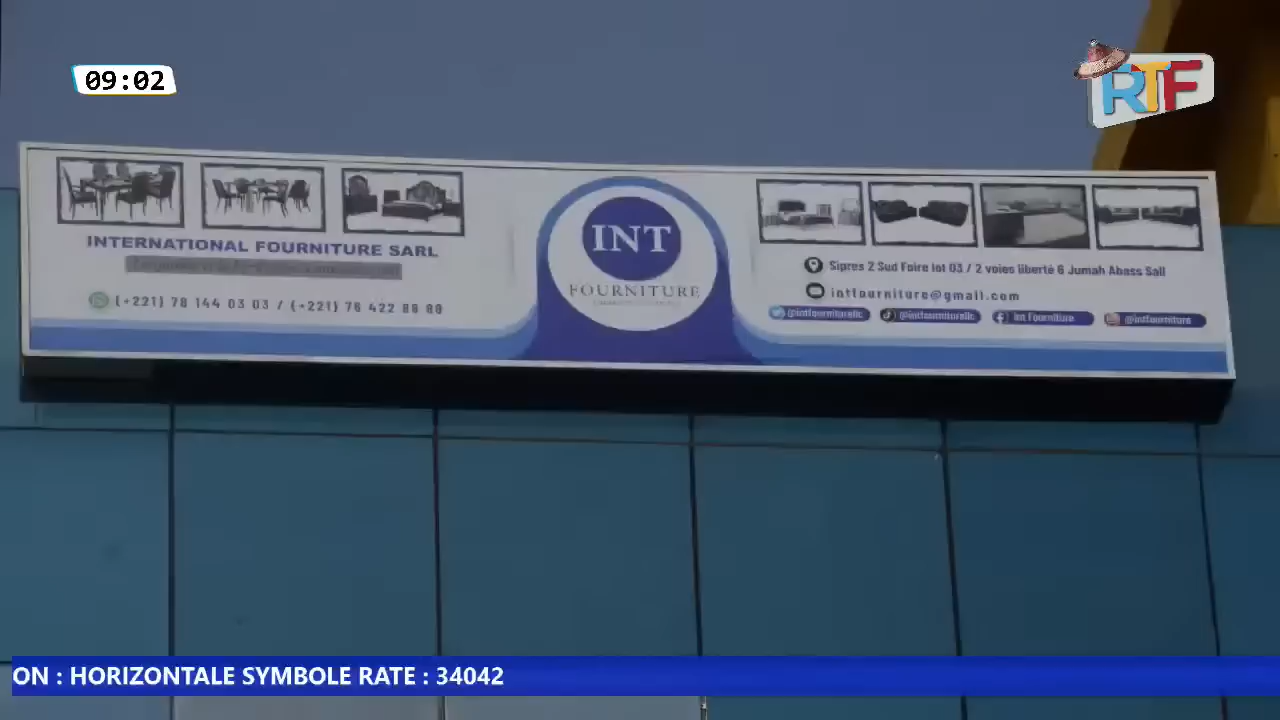 09:02
RTF
INTERNATIONAL FOURNITURE SARL
(+221) 78 144 03 03 / (+221) 76 422 88 88
INT
FOURNITURE
Sipres 2 Sud Foire lot 03 / 2 voies liberté 6 Jumah Abass Sall
intfourniture@gmail.com
@intfourniturellc
@intfourniturellc
Int Fourniture
@intfourniture
ON : HORIZONTALE SYMBOLE RATE : 34042